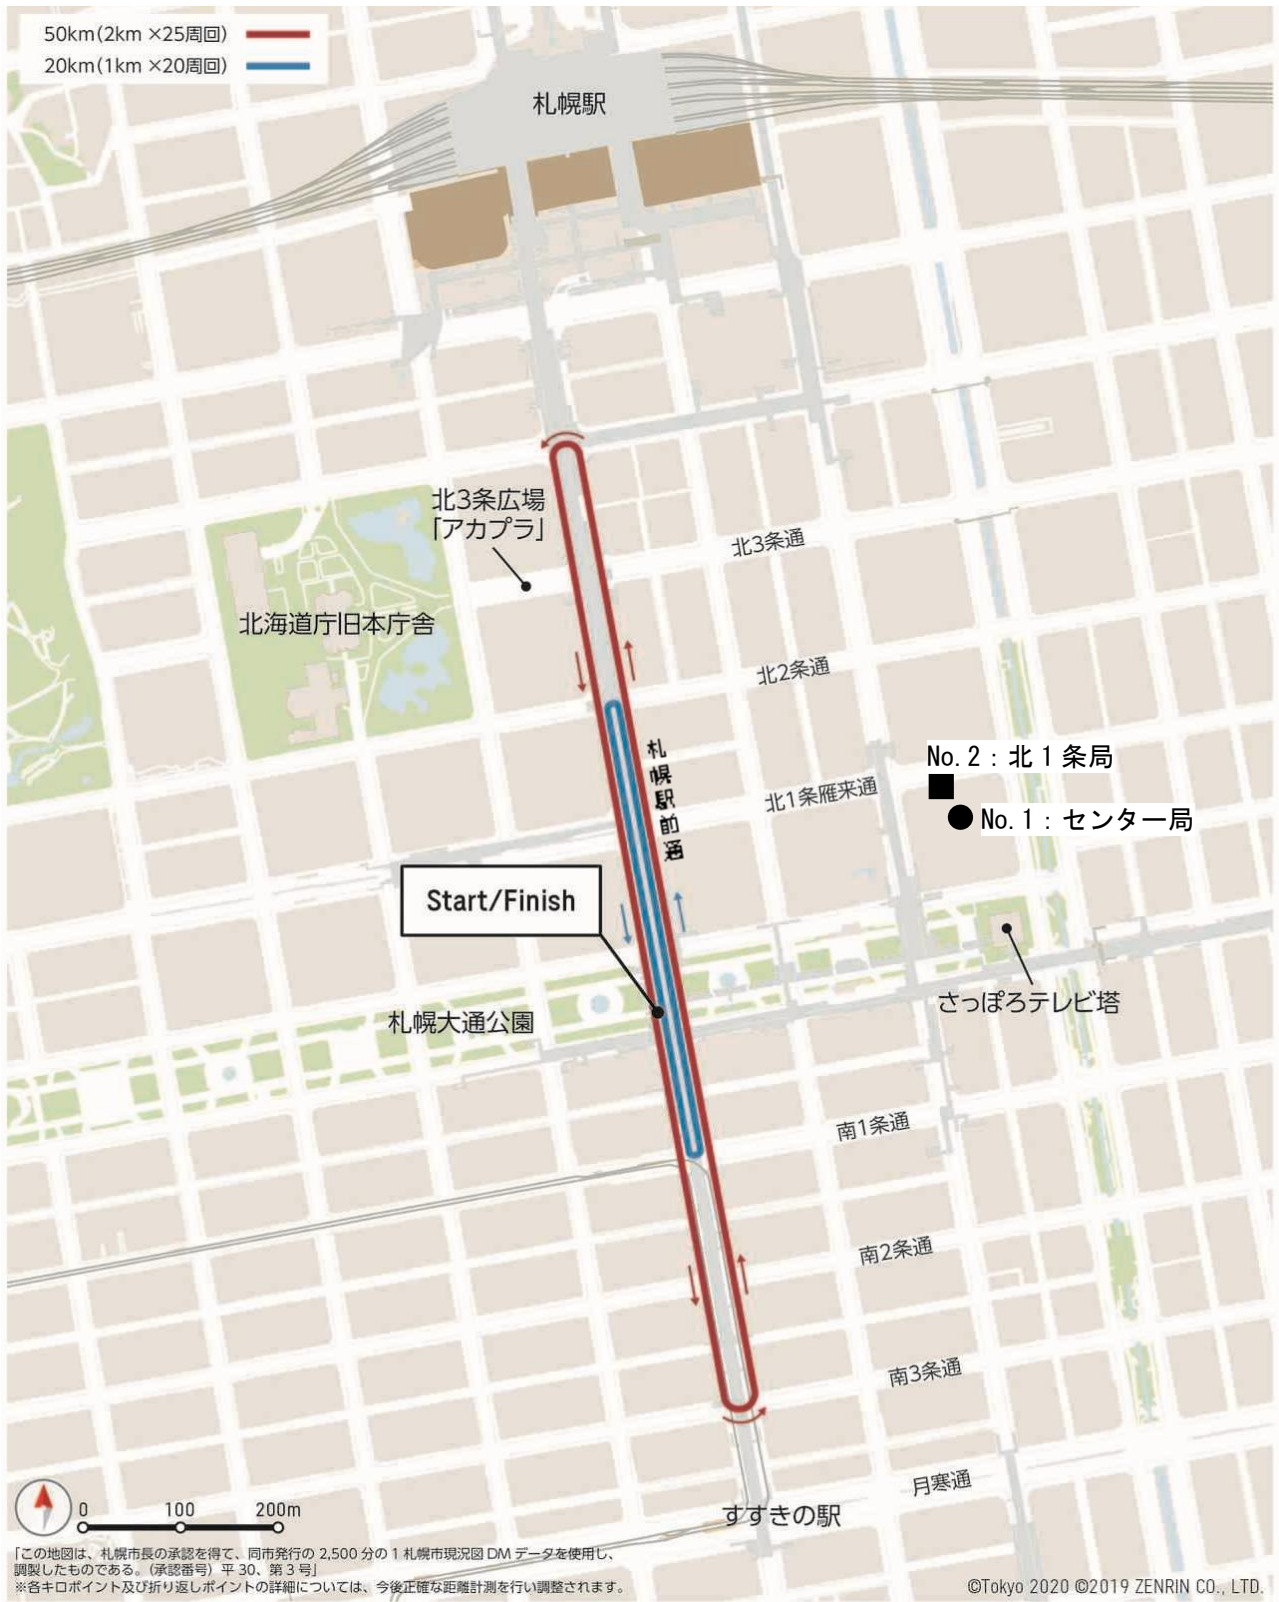 50km(2km ×25周回)
20km(1km ×20周回)
札幌駅
北3条広場
「アカプラ」
北3条通
北海道庁旧本庁舎
北2条通
札幌駅前通
No.2：北1条局
北1条雁来通
No.1：センター局
Start/Finish
さっぽろテレビ塔
札幌大通公園
南1条通
南2条通
南3条通
月寒通
すすきの駅
0 100 200m
「この地図は、札幌市長の承認を得て、同市発行の 2,500 分の 1 札幌市現況図 DM データを使用し、
調製したものである。（承認番号）平 30、第 3 号」
※各キロポイント及び折り返しポイントの詳細については、今後正確な距離計測を行い調整されます。
©Tokyo 2020 ©2019 ZENRIN CO., LTD.